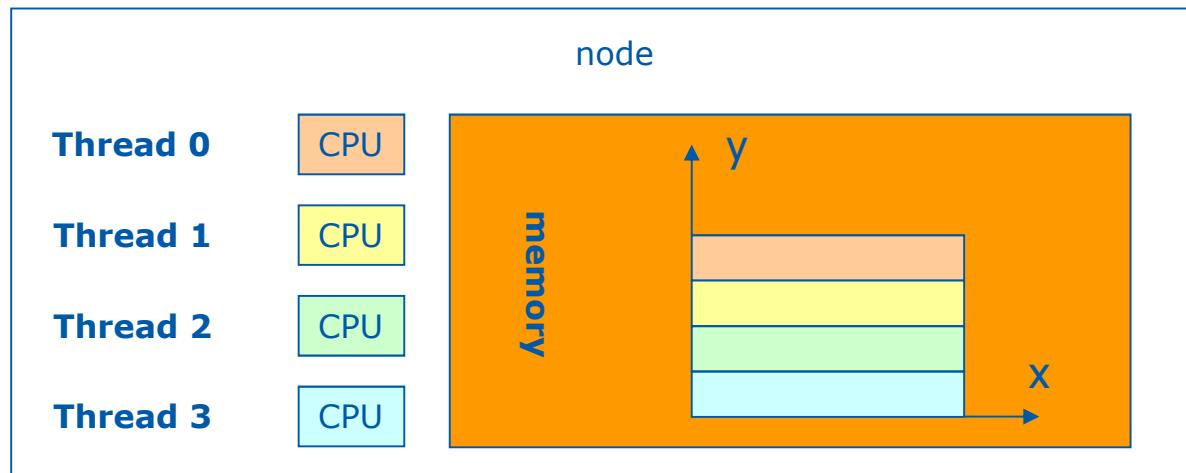 node
Thread 0 CPU
y
Thread 1 CPU
memory
Thread 2 CPU
x
Thread 3 CPU